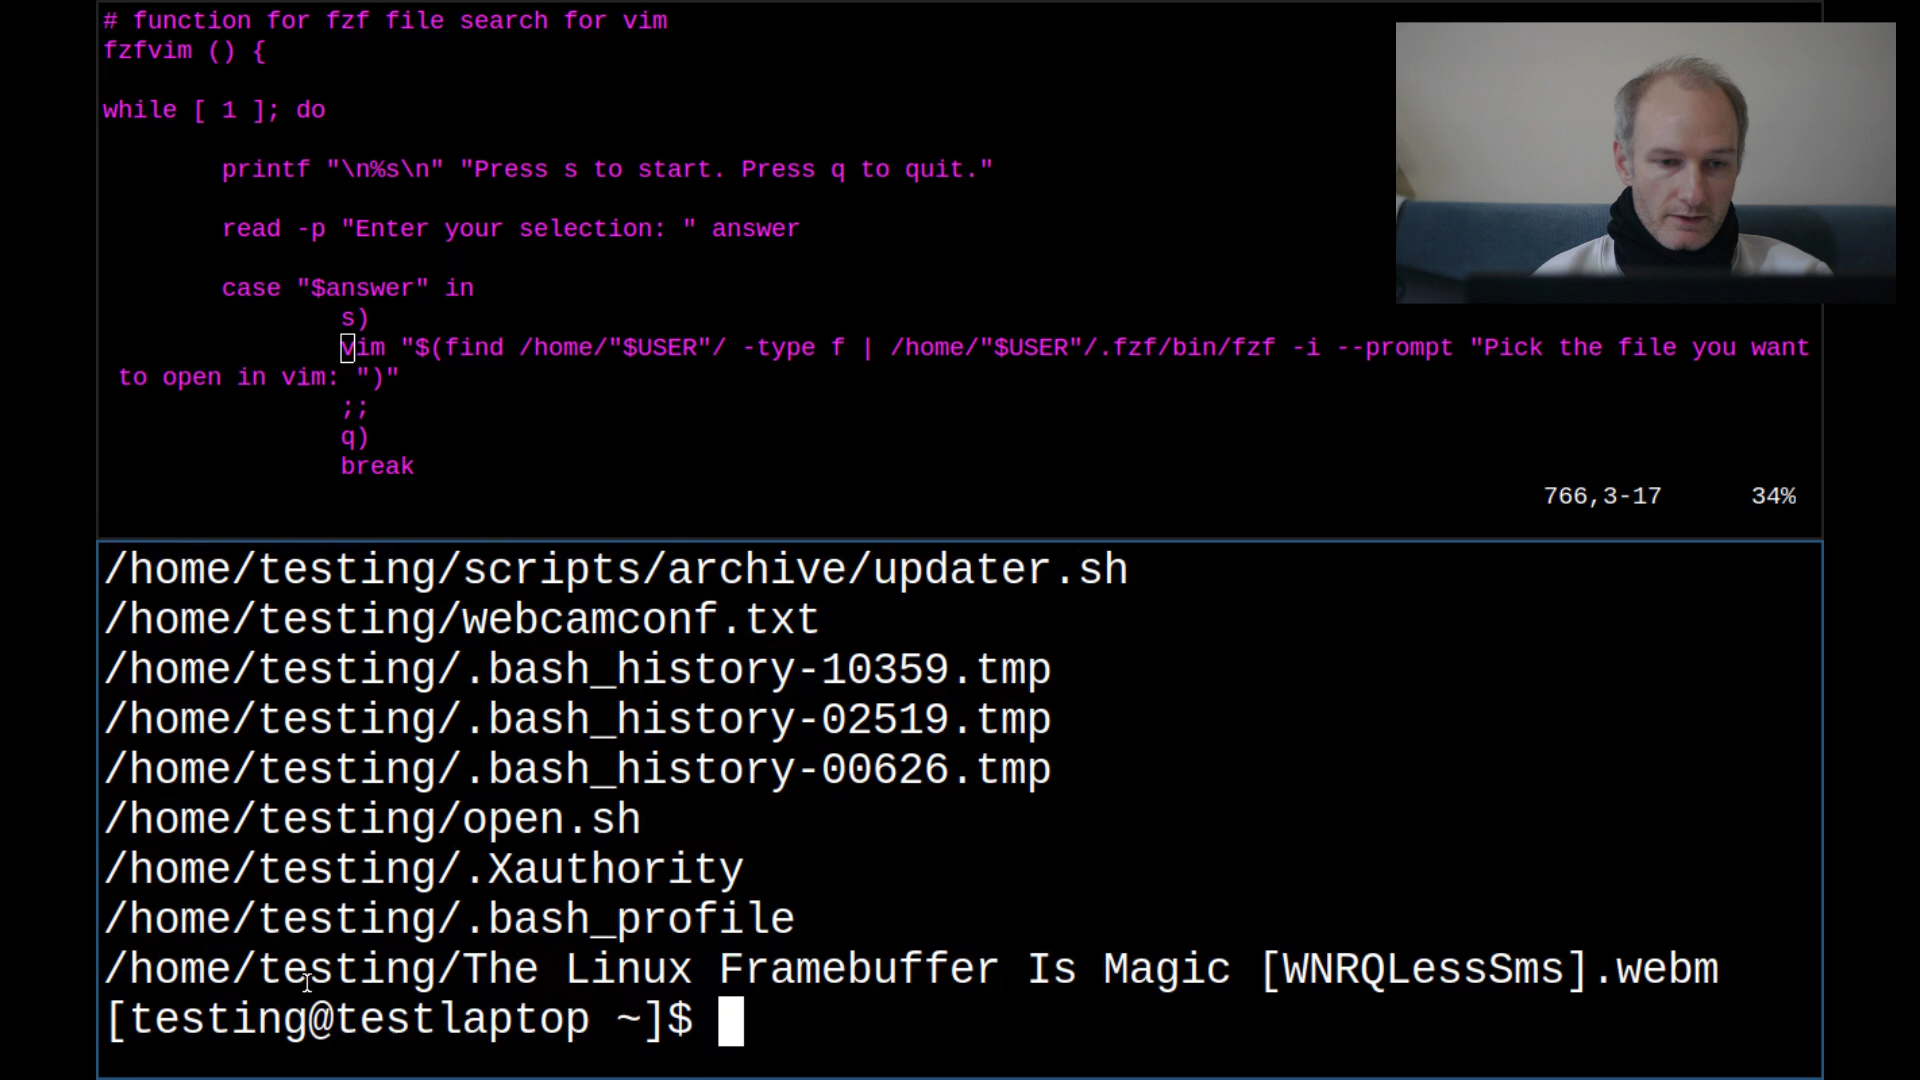 # function for fzf file search for vim
fzfvim () {
while [ 1 ]; do
printf "\n%s\n" "Press s to start. Press q to quit."
read -p "Enter your selection: " answer
case "$answer" in
s)
vim "$(find /home/"$USER"/ -type f | /home/"$USER"/.fzf/bin/fzf -i --prompt "Pick the file you want
to open in vim: ")"
;;
q)
break
766,3-17 34%
/home/testing/scripts/archive/updater.sh
/home/testing/webcamconf.txt
/home/testing/.bash_history-10359.tmp
/home/testing/.bash_history-02519.tmp
/home/testing/.bash_history-00626.tmp
/home/testing/open.sh
/home/testing/.Xauthority
/home/testing/.bash_profile
/home/testing/The Linux Framebuffer Is Magic [WNRQLessSms].webm
[testing@testlaptop ~]$